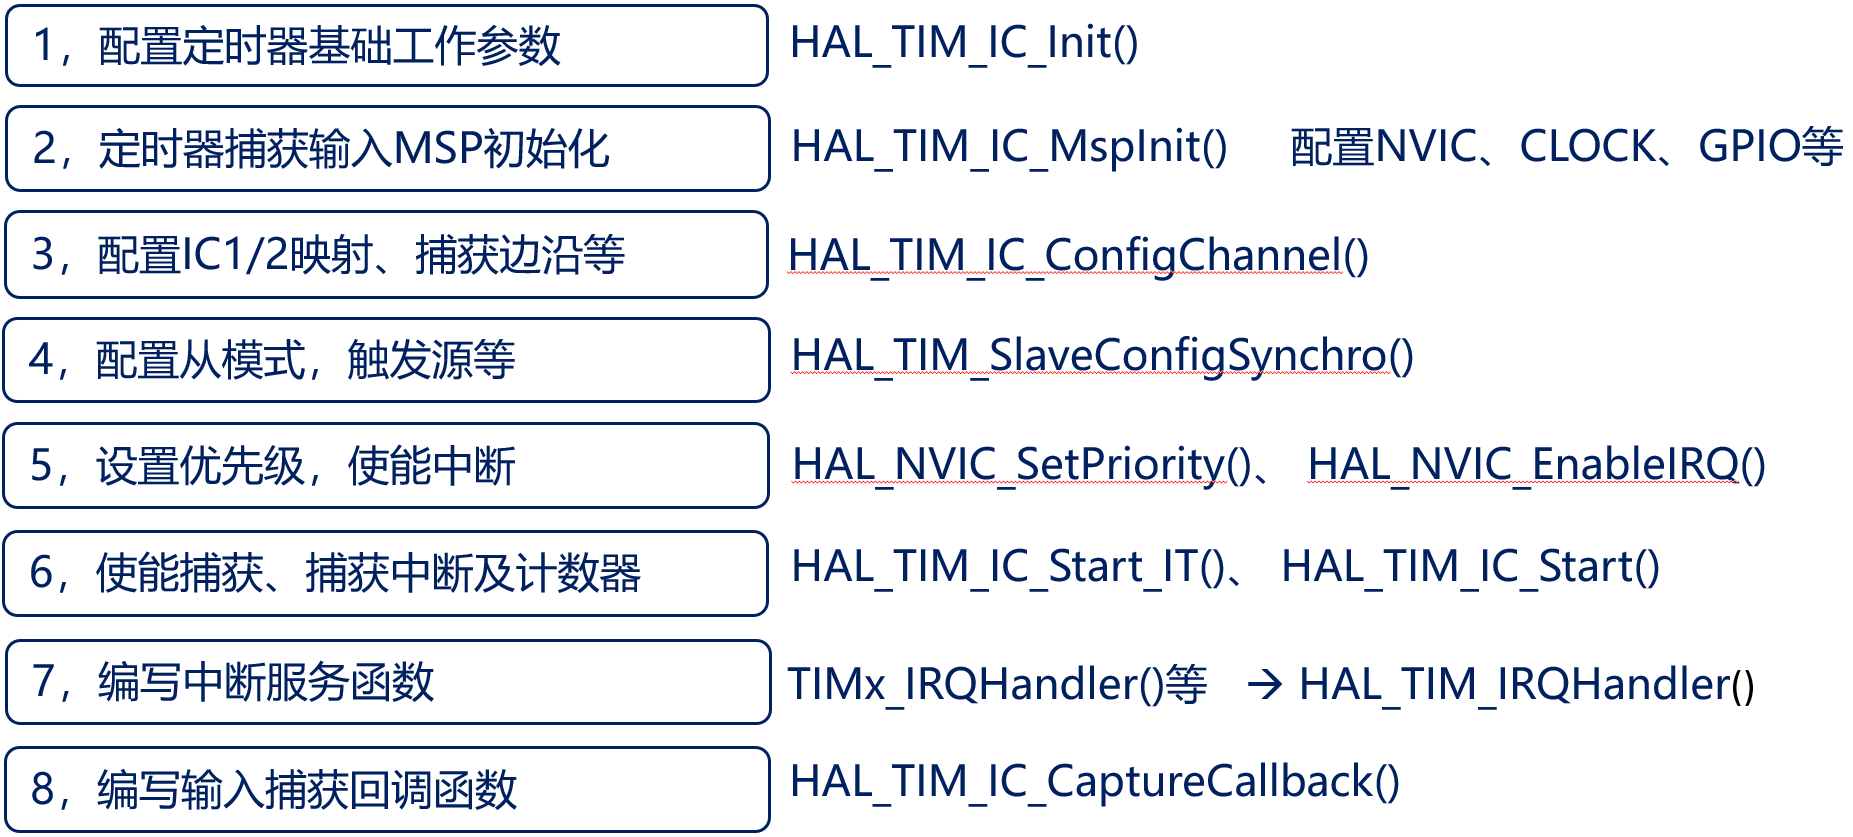 1，配置定时器基础工作参数 HAL_TIM_IC_Init()
2，定时器捕获输入MSP初始化 HAL_TIM_IC_MspInit() 配置NVIC、CLOCK、GPIO等
3，配置IC1/2映射、捕获边沿等 HAL_TIM_IC_ConfigChannel()
4，配置从模式，触发源等 HAL_TIM_SlaveConfigSynchro()
5，设置优先级，使能中断 HAL_NVIC_SetPriority()、 HAL_NVIC_EnableIRQ()
6，使能捕获、捕获中断及计数器 HAL_TIM_IC_Start_IT()、 HAL_TIM_IC_Start()
7，编写中断服务函数 TIMx_IRQHandler()等 → HAL_TIM_IRQHandler()
8，编写输入捕获回调函数 HAL_TIM_IC_CaptureCallback()